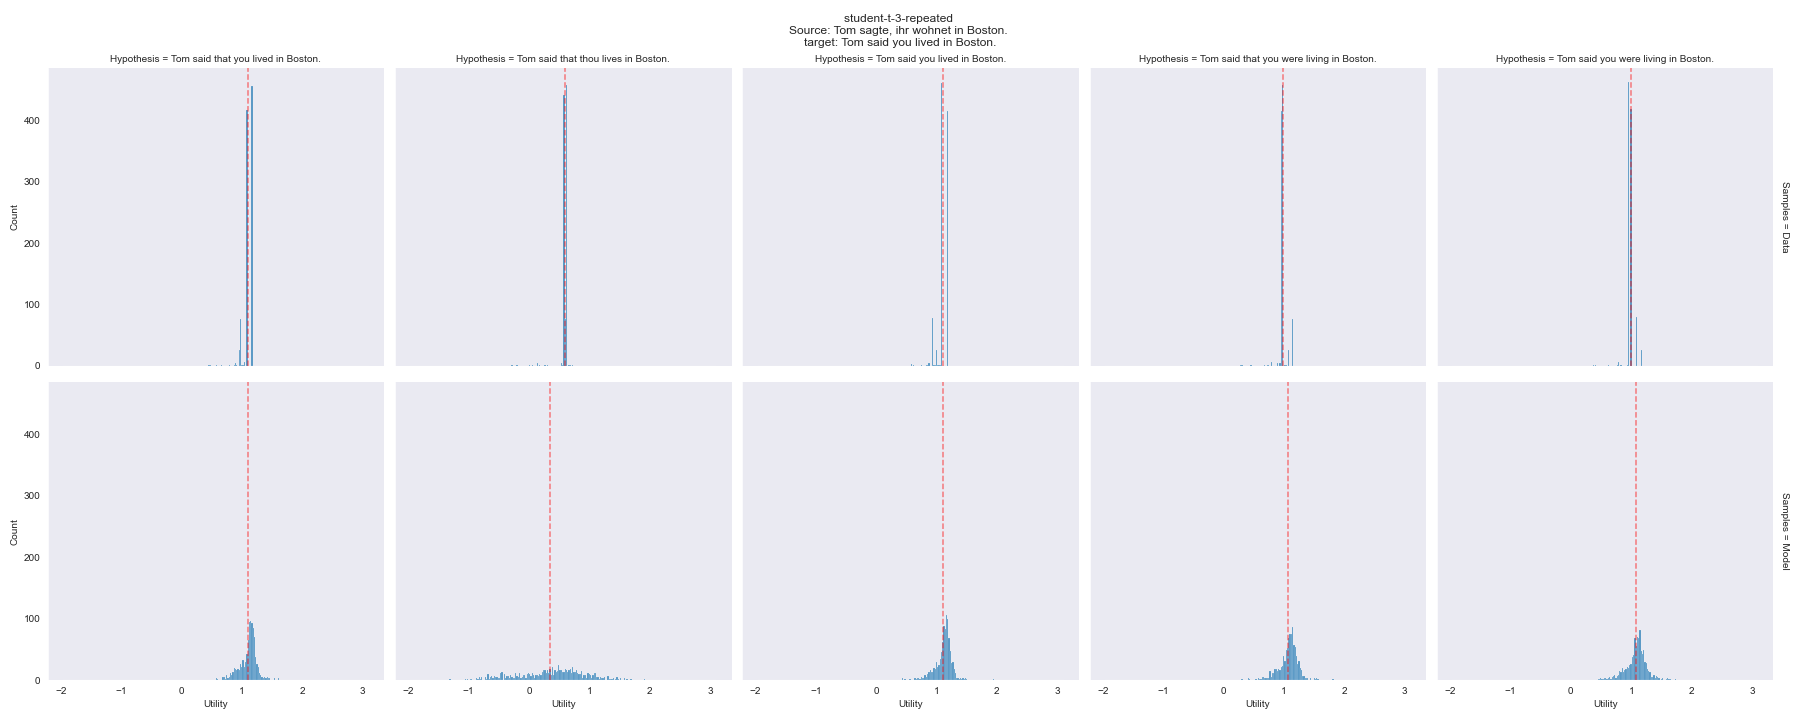 student-t-3-repeated
Source: Tom sagte, ihr wohnet in Boston.
target: Tom said you lived in Boston.
Hypothesis = Tom said that you lived in Boston.
Hypothesis = Tom said that thou lives in Boston.
Hypothesis = Tom said you lived in Boston.
Hypothesis = Tom said that you were living in Boston.
Hypothesis = Tom said you were living in Boston.
400
300
200
100
0
Count
Samples = Data
400
300
200
100
0
Count
Samples = Model
−2 −1 0 1 2 3
−2 −1 0 1 2 3
−2 −1 0 1 2 3
−2 −1 0 1 2 3
−2 −1 0 1 2 3
Utility
Utility
Utility
Utility
Utility